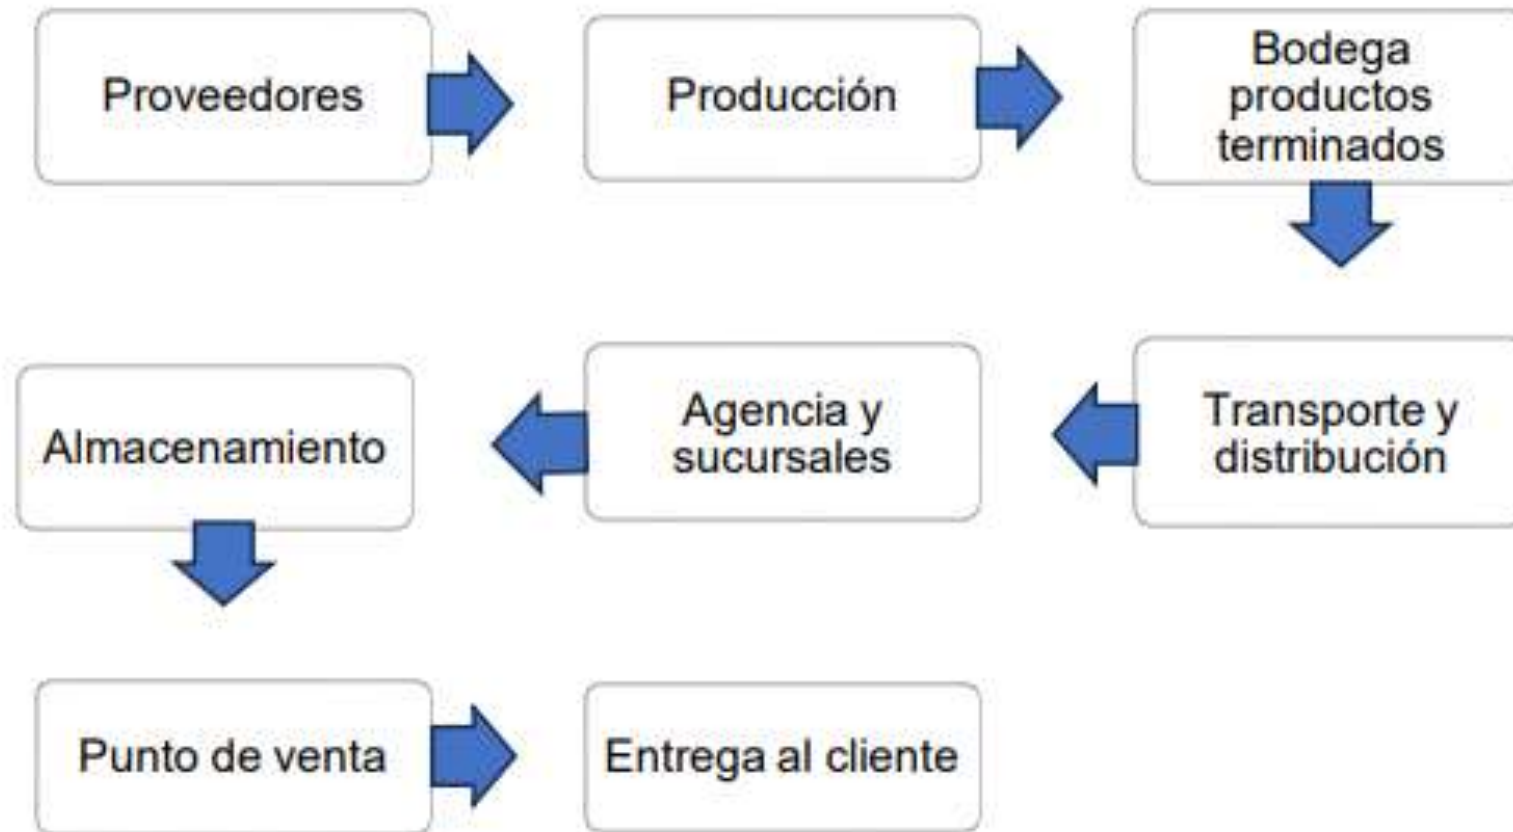 Proveedores
Producción
Bodega
productos
terminados
Transporte y
distribución
Agencia y
sucursales
Almacenamiento
Punto de venta
Entrega al cliente